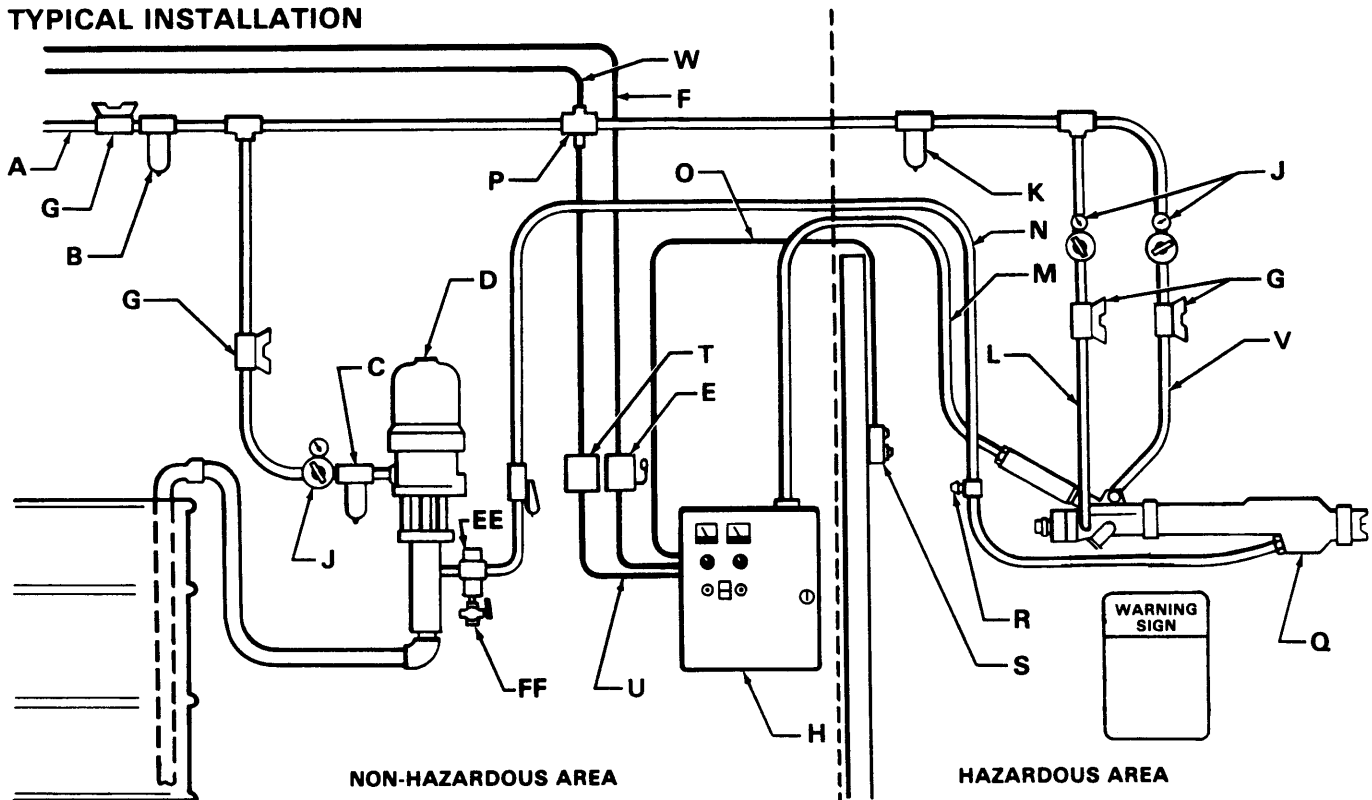 TYPICAL INSTALLATION
W
F
A
G
B
P
O
K
J
N
M
G
D
G
C
T
E
L
V
EE
J
R
S
FF
U
H
Q
WARNING
SIGN
NON-HAZARDOUS AREA
HAZARDOUS AREA